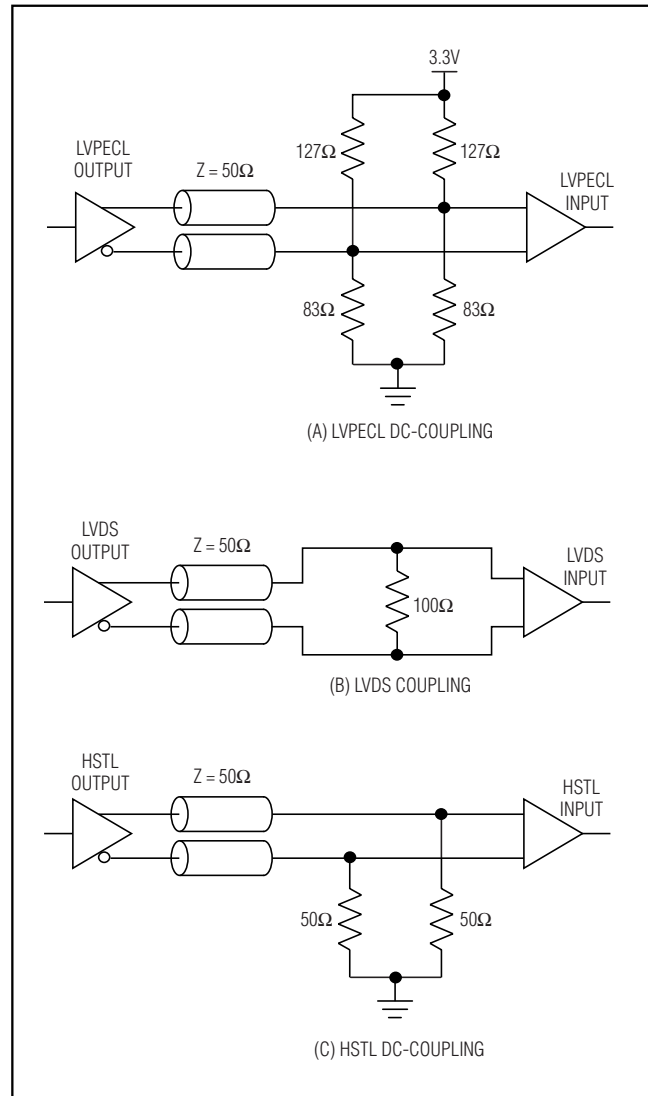 3.3V
127Ω
127Ω
LVPECL
OUTPUT
Z = 50Ω
LVPECL
INPUT
83Ω
83Ω
(A) LVPECL DC-COUPLING
LVDS
OUTPUT
Z = 50Ω
LVDS
INPUT
100Ω
(B) LVDS COUPLING
HSTL
OUTPUT
Z = 50Ω
HSTL
INPUT
50Ω
50Ω
(C) HSTL DC-COUPLING